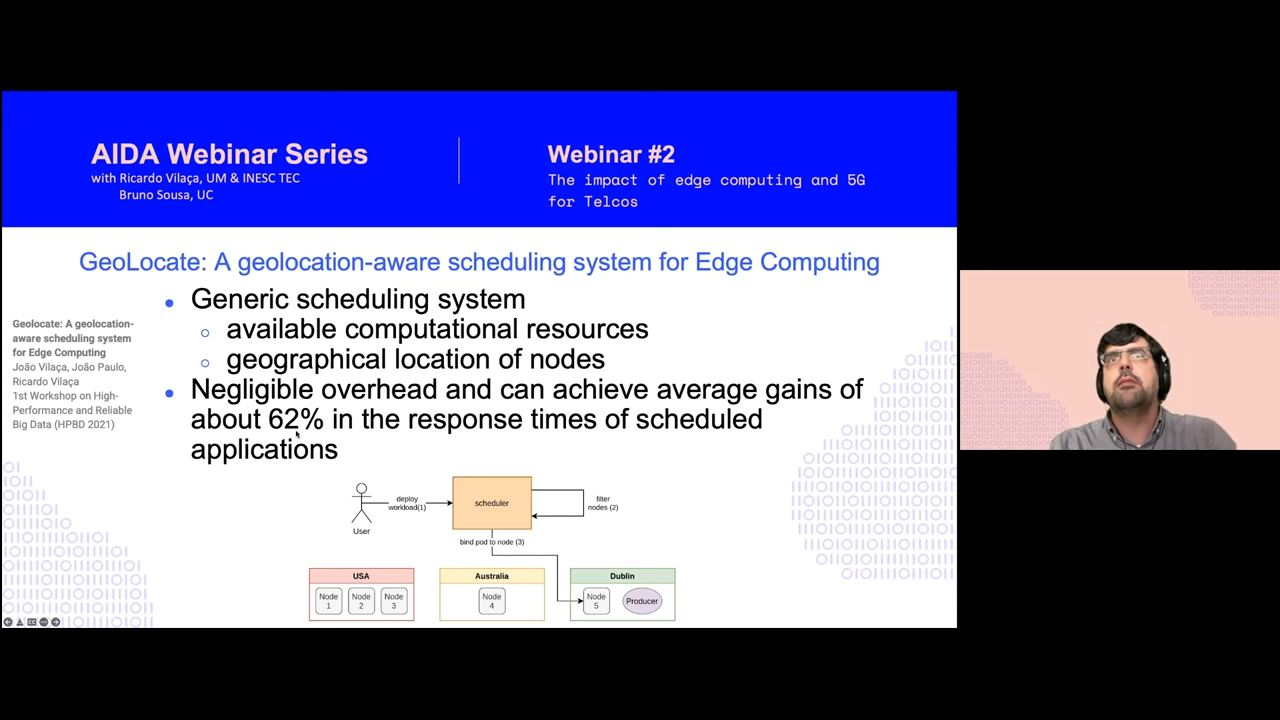 AIDA Webinar Series
with Ricardo Vilaça, UM & INESC TEC
Bruno Sousa, UC
Webinar #2
The impact of edge computing and 5G
for Telcos
GeoLocate: A geolocation-aware scheduling system for Edge Computing
Geolocate: A geolocation-
aware scheduling system
for Edge Computing
João Vilaça, João Paulo,
Ricardo Vilaça
1st Workshop on High-
Performance and Reliable
Big Data (HPBD 2021)
• Generic scheduling system
○ available computational resources
○ geographical location of nodes
• Negligible overhead and can achieve average gains of
about 62% in the response times of scheduled
applications
User
deploy
workload(1)
scheduler
filter
nodes (2)
bind pod to node (3)
USA
Node
1
Node
2
Node
3
Australia
Node
4
Dublin
Node
5
Producer